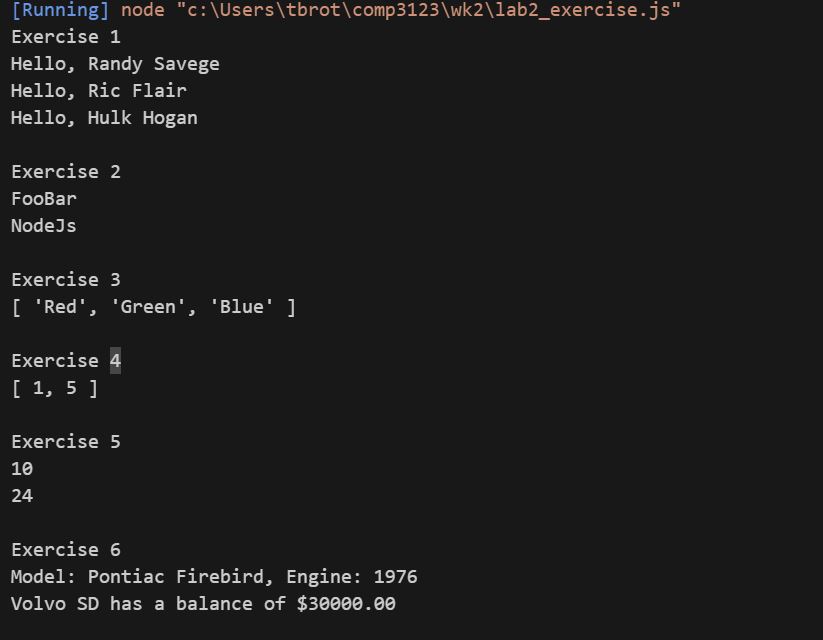 [Running] node "c:\Users\tbrot\comp3123\wk2\lab2_exercise.js"
Exercise 1
Hello, Randy Savege
Hello, Ric Flair
Hello, Hulk Hogan
Exercise 2
FooBar
NodeJs
Exercise 3
[ 'Red', 'Green', 'Blue' ]
Exercise 4
[ 1, 5 ]
Exercise 5
10
24
Exercise 6
Model: Pontiac Firebird, Engine: 1976
Volvo SD has a balance of $30000.00